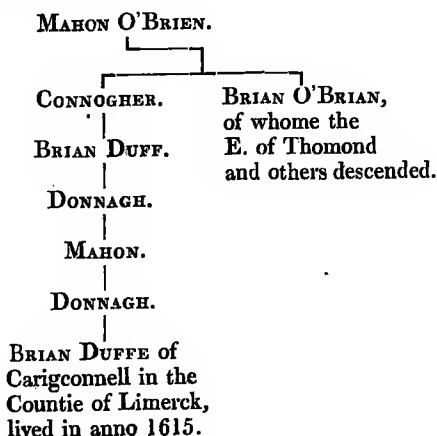 MAHON O'BRIEN.
CONNOGHER.
BRIAN DUFF.
DONNAGH.
MAHON.
DONNAGH.
BRIAN DUFFE of
Carigconnell in the
Countie of Limerck,
lived in anno 1615.
BRIAN O'BRIAN,
of whome the
E. of Thomond
and others descended.